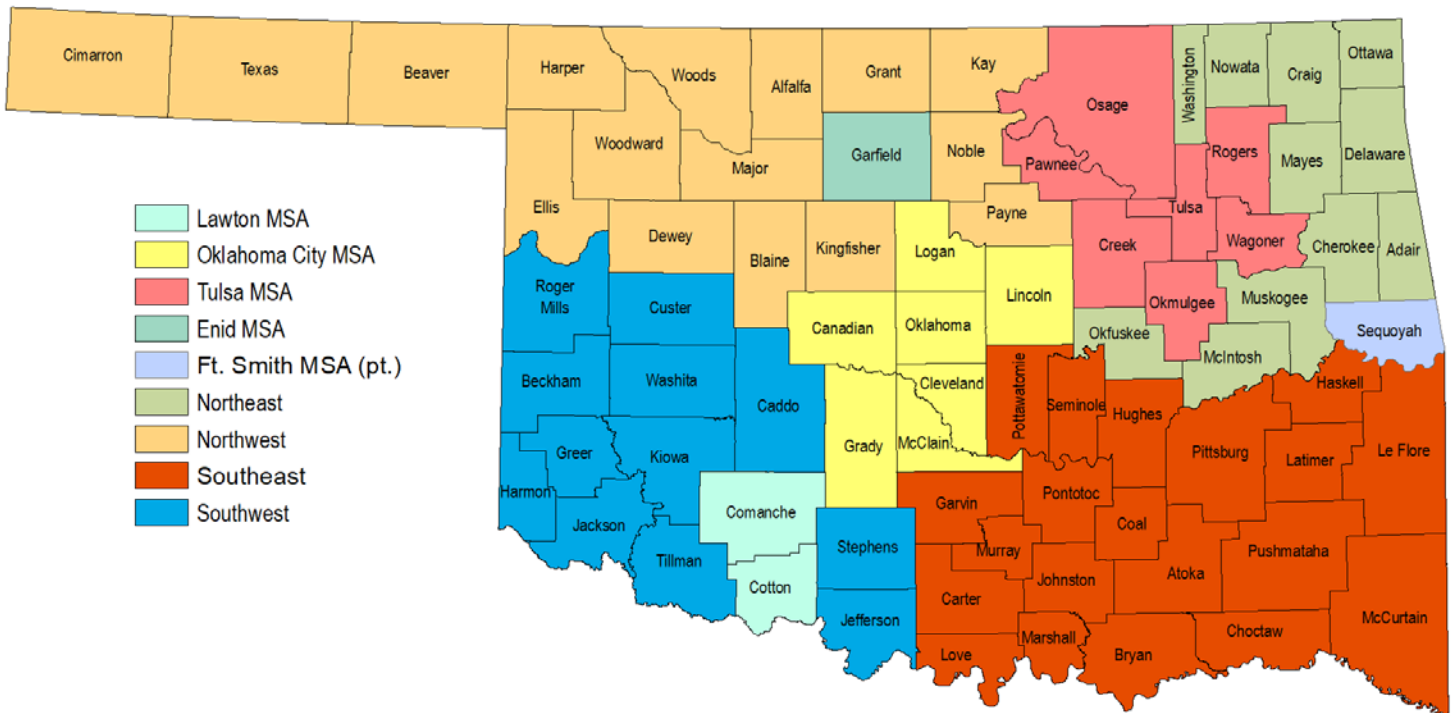 Cimarron
Texas
Beaver
Harper
Woods
Alfalfa
Grant
Kay
Osage
Washington
Nowata
Craig
Ottawa
Woodward
Major
Garfield
Noble
Pawnee
Rogers
Mayes
Delaware
Ellis
Dewey
Blaine
Kingfisher
Logan
Payne
Creek
Tulsa
Wagoner
Cherokee
Adair
Roger
Mills
Custer
Canadian
Oklahoma
Lincoln
Okmulgee
Muskogee
Okfuskee
McIntosh
Sequoyah
Beckham
Washita
Caddo
Grady
Cleveland
McClain
Pottawatomie
Seminole
Hughes
Haskell
Pittsburg
Latimer
Le Flore
Harmon
Greer
Kiowa
Jackson
Tillman
Comanche
Cotton
Stephens
Jefferson
Garvin
Murray
Pontotoc
Coal
Carter
Johnston
Atoka
Pushmataha
Love
Marshall
Bryan
Choctaw
McCurtain
Lawton MSA
Oklahoma City MSA
Tulsa MSA
Enid MSA
Ft. Smith MSA (pt.)
Northeast
Northwest
Southeast
Southwest